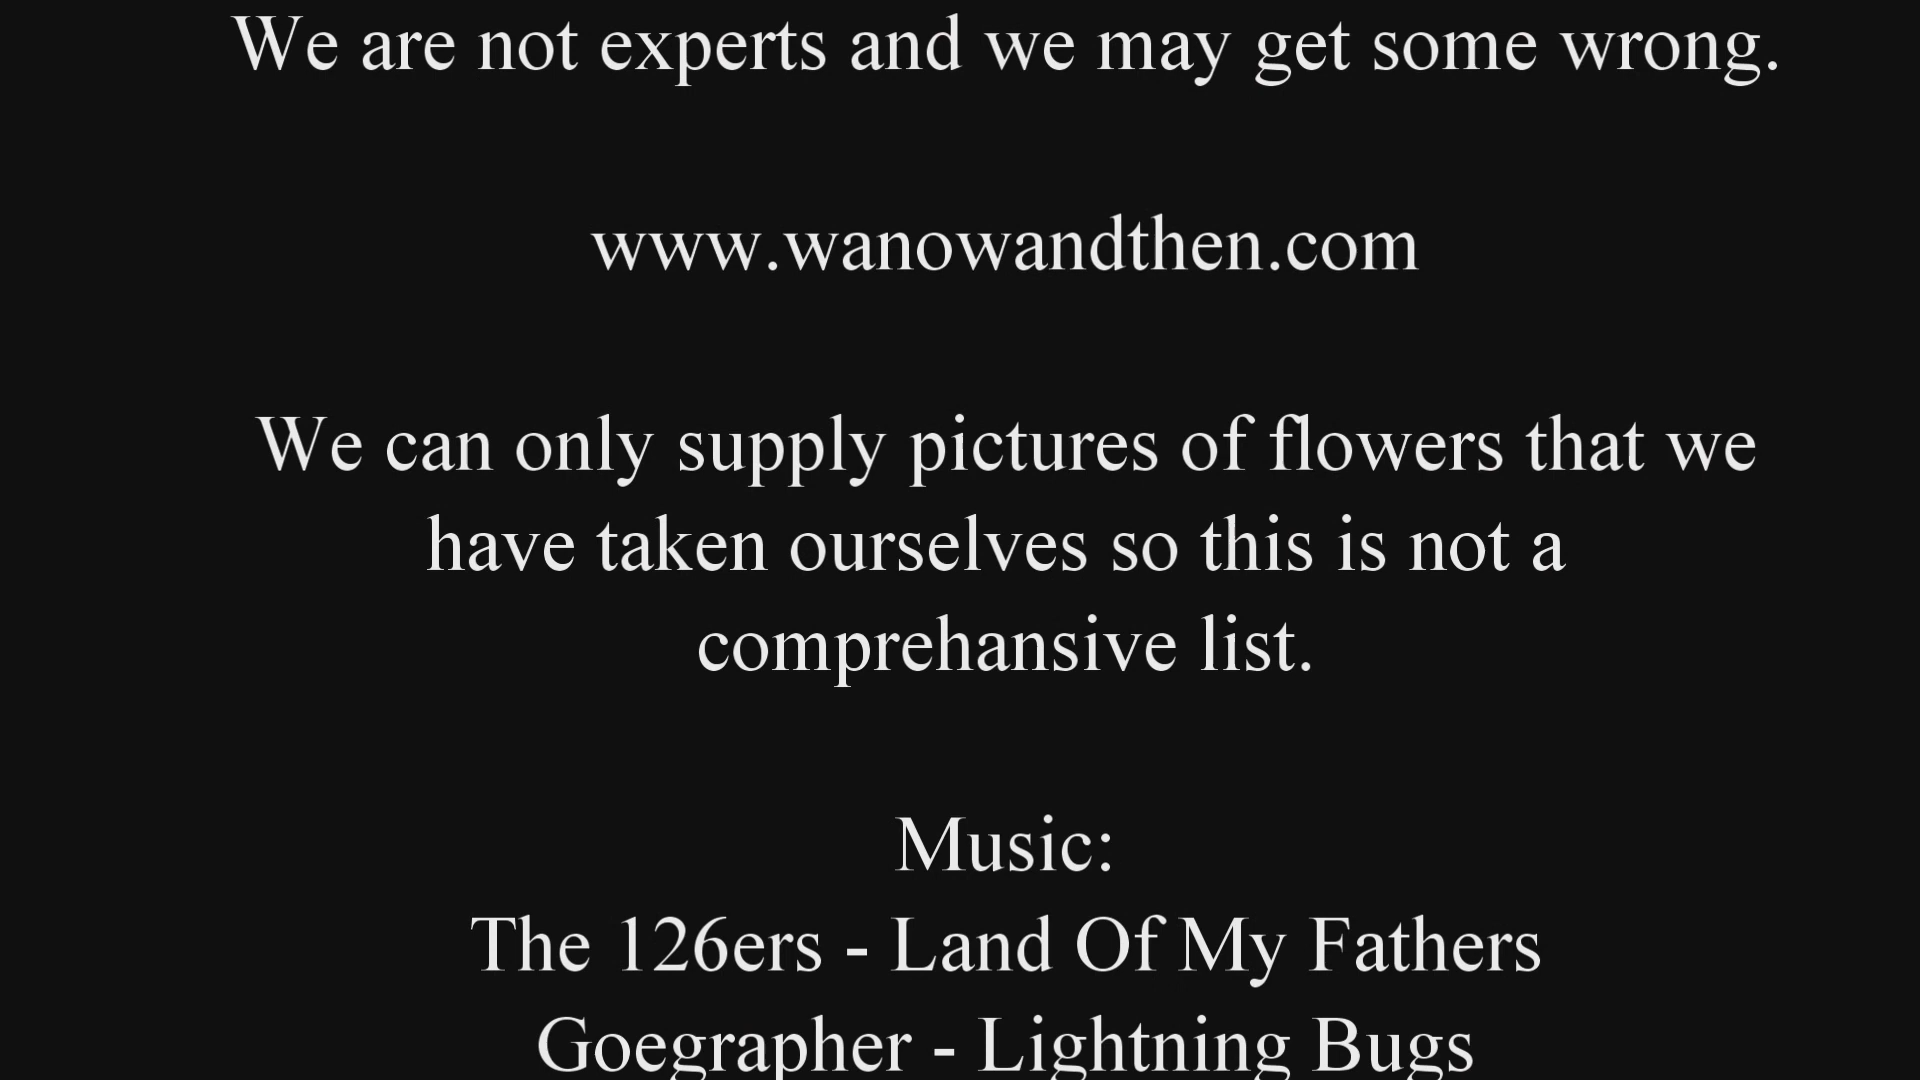 We are not experts and we may get some wrong.
www.wanowandthen.com
We can only supply pictures of flowers that we
have taken ourselves so this is not a
comprehansive list.
Music:
The 126ers - Land Of My Fathers
Goegrapher - Lightning Bugs